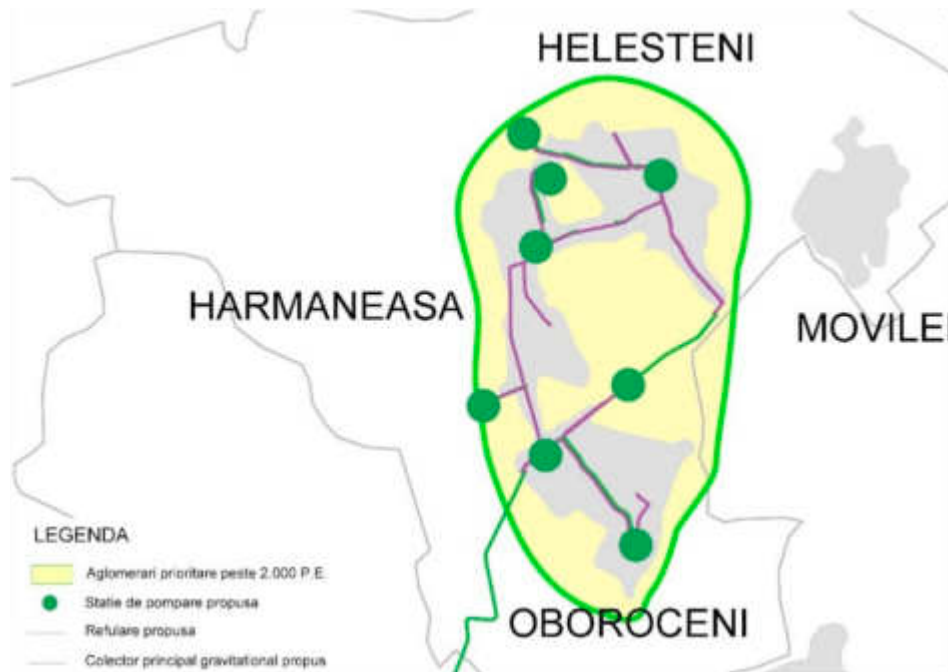 HELESTENI
HARMANEASA
MOVILE
OBOROCENI
LEGENDA
Aglomerari prioritare peste 2.000 P.E.
Statie de pompare propusa
Refulare propusa
Colector principal gravitational propus